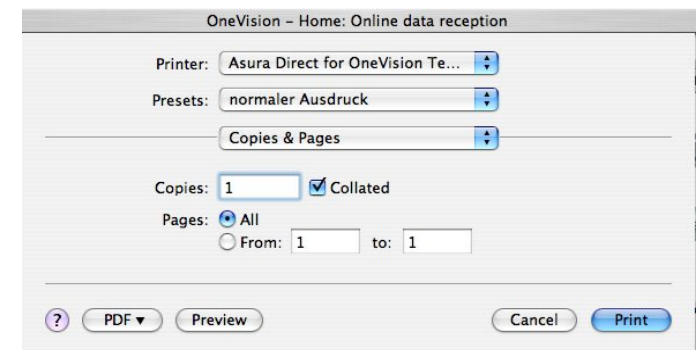 OneVision – Home: Online data reception
Printer: Asura Direct for OneVision Te...
Presets: normaler Ausdruck
Copies & Pages
Copies: 1 Collated
Pages: All
From: 1 to: 1
? PDF ▼ Preview Cancel Print